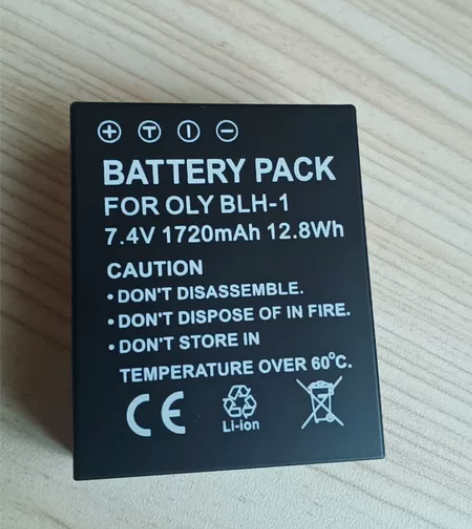 + T I −
BATTERY PACK
FOR OLY BLH-1
7.4V 1720mAh 12.8Wh
CAUTION
• DON'T DISASSEMBLE.
• DON'T DISPOSE OF IN FIRE.
• DON'T STORE IN
TEMPERATURE OVER 60°C.
CE
Li-ion